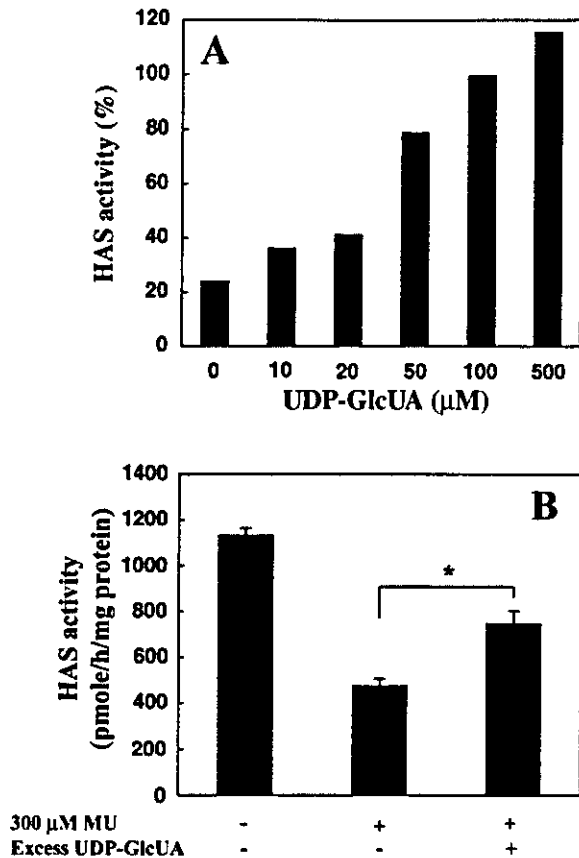 A
HAS activity (%)
120
100
80
60
40
20
0
0 10 20 50 100 500
UDP-GlcUA (μM)
B
HAS activity
(pmole/h/mg protein)
1400
1200
1000
800
600
400
200
0
*
300 μM MU - + +
Excess UDP-GlcUA - - +